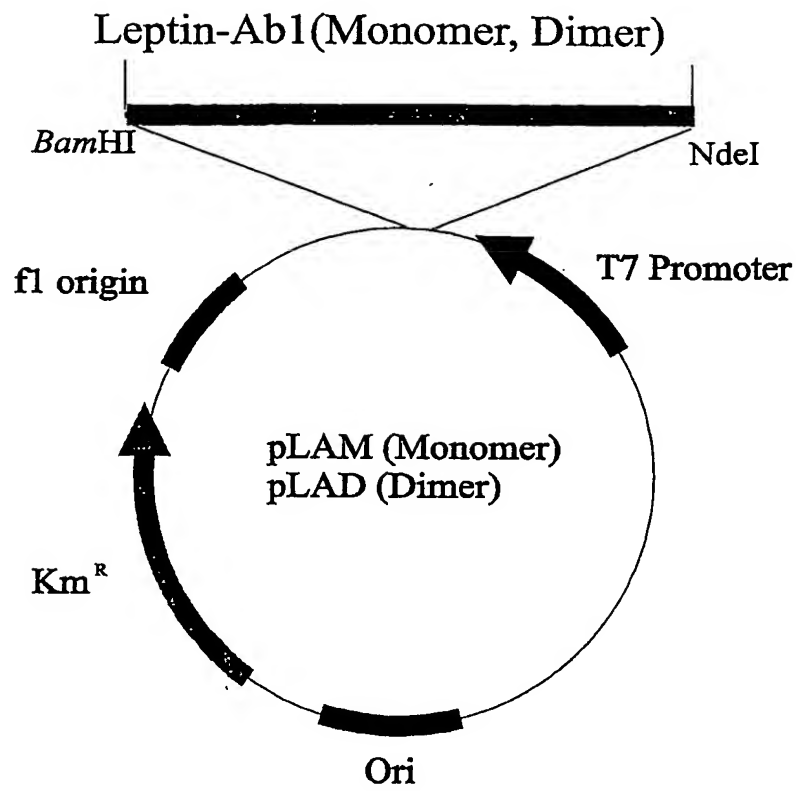 Leptin-Ab1(Monomer, Dimer)
BamHI
NdeI
f1 origin
T7 Promoter
pLAM (Monomer)
pLAD (Dimer)
Km^R
Ori